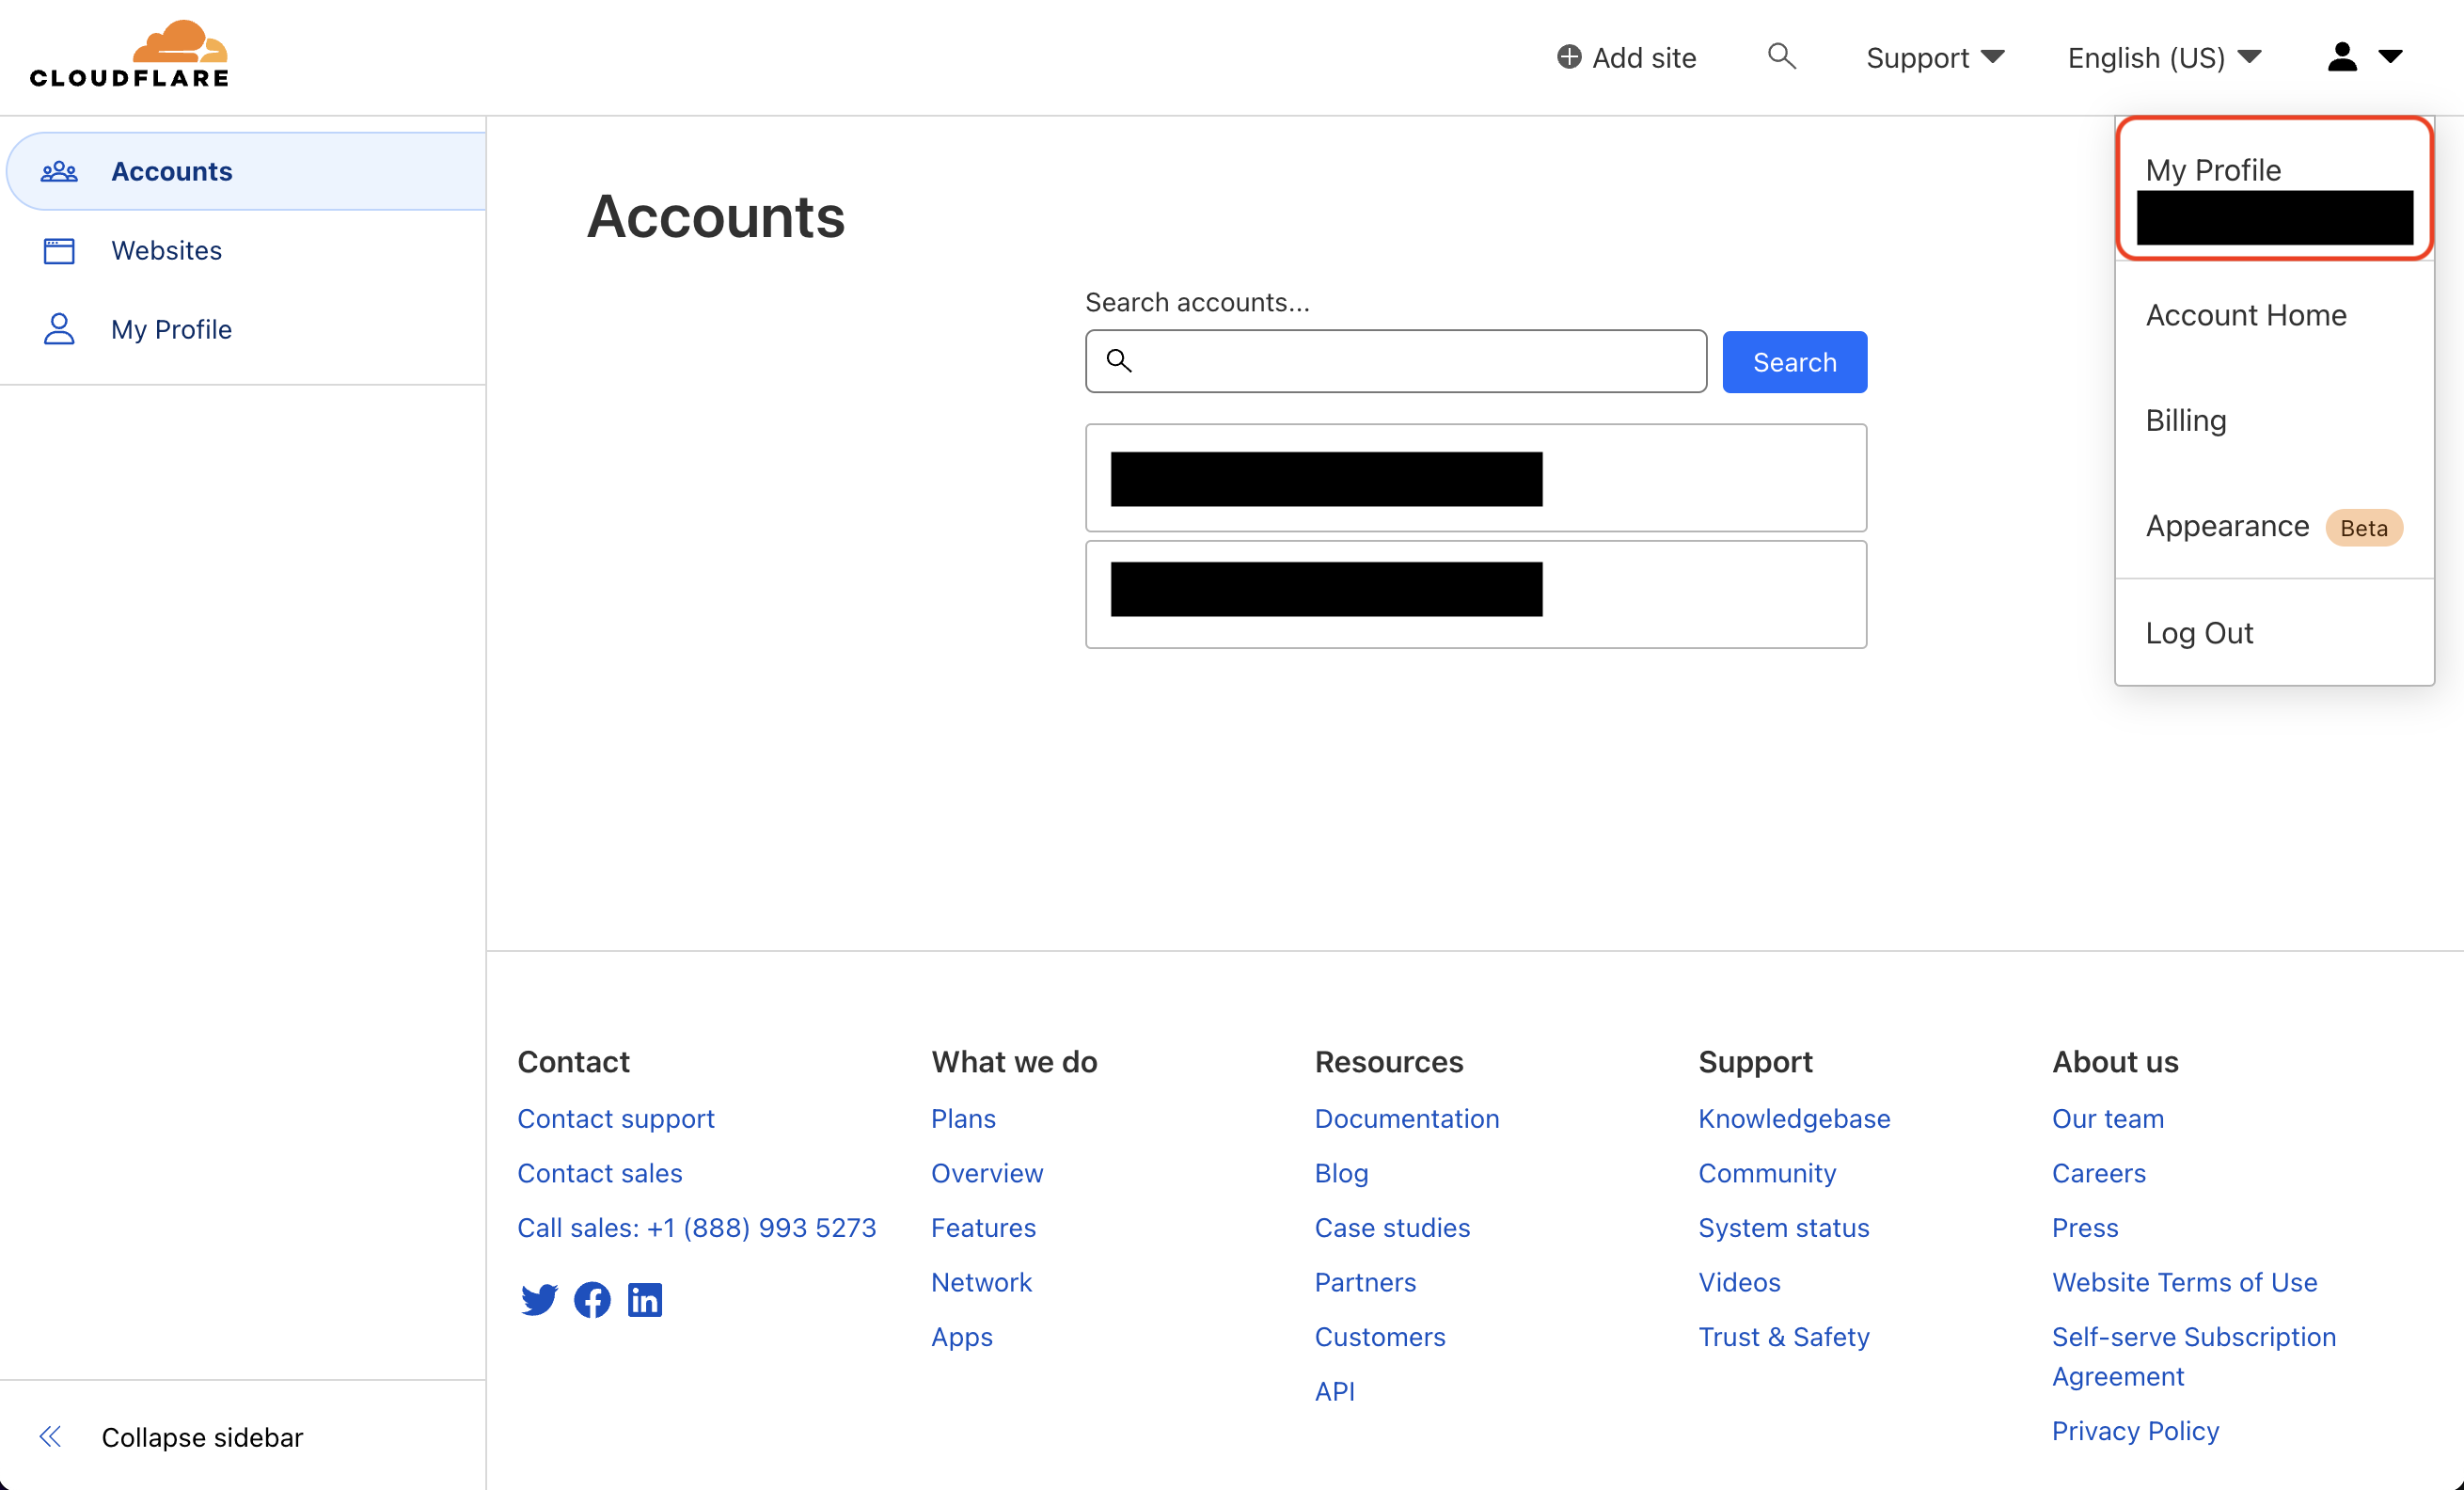 CLOUDFLARE
Add site
Support
English (US)
Accounts
Websites
My Profile
Collapse sidebar
Accounts
Search accounts...
Search
My Profile
Account Home
Billing
Appearance Beta
Log Out
Contact
Contact support
Contact sales
Call sales: +1 (888) 993 5273
What we do
Plans
Overview
Features
Network
Apps
Resources
Documentation
Blog
Case studies
Partners
Customers
API
Support
Knowledgebase
Community
System status
Videos
Trust & Safety
About us
Our team
Careers
Press
Website Terms of Use
Self-serve Subscription
Agreement
Privacy Policy